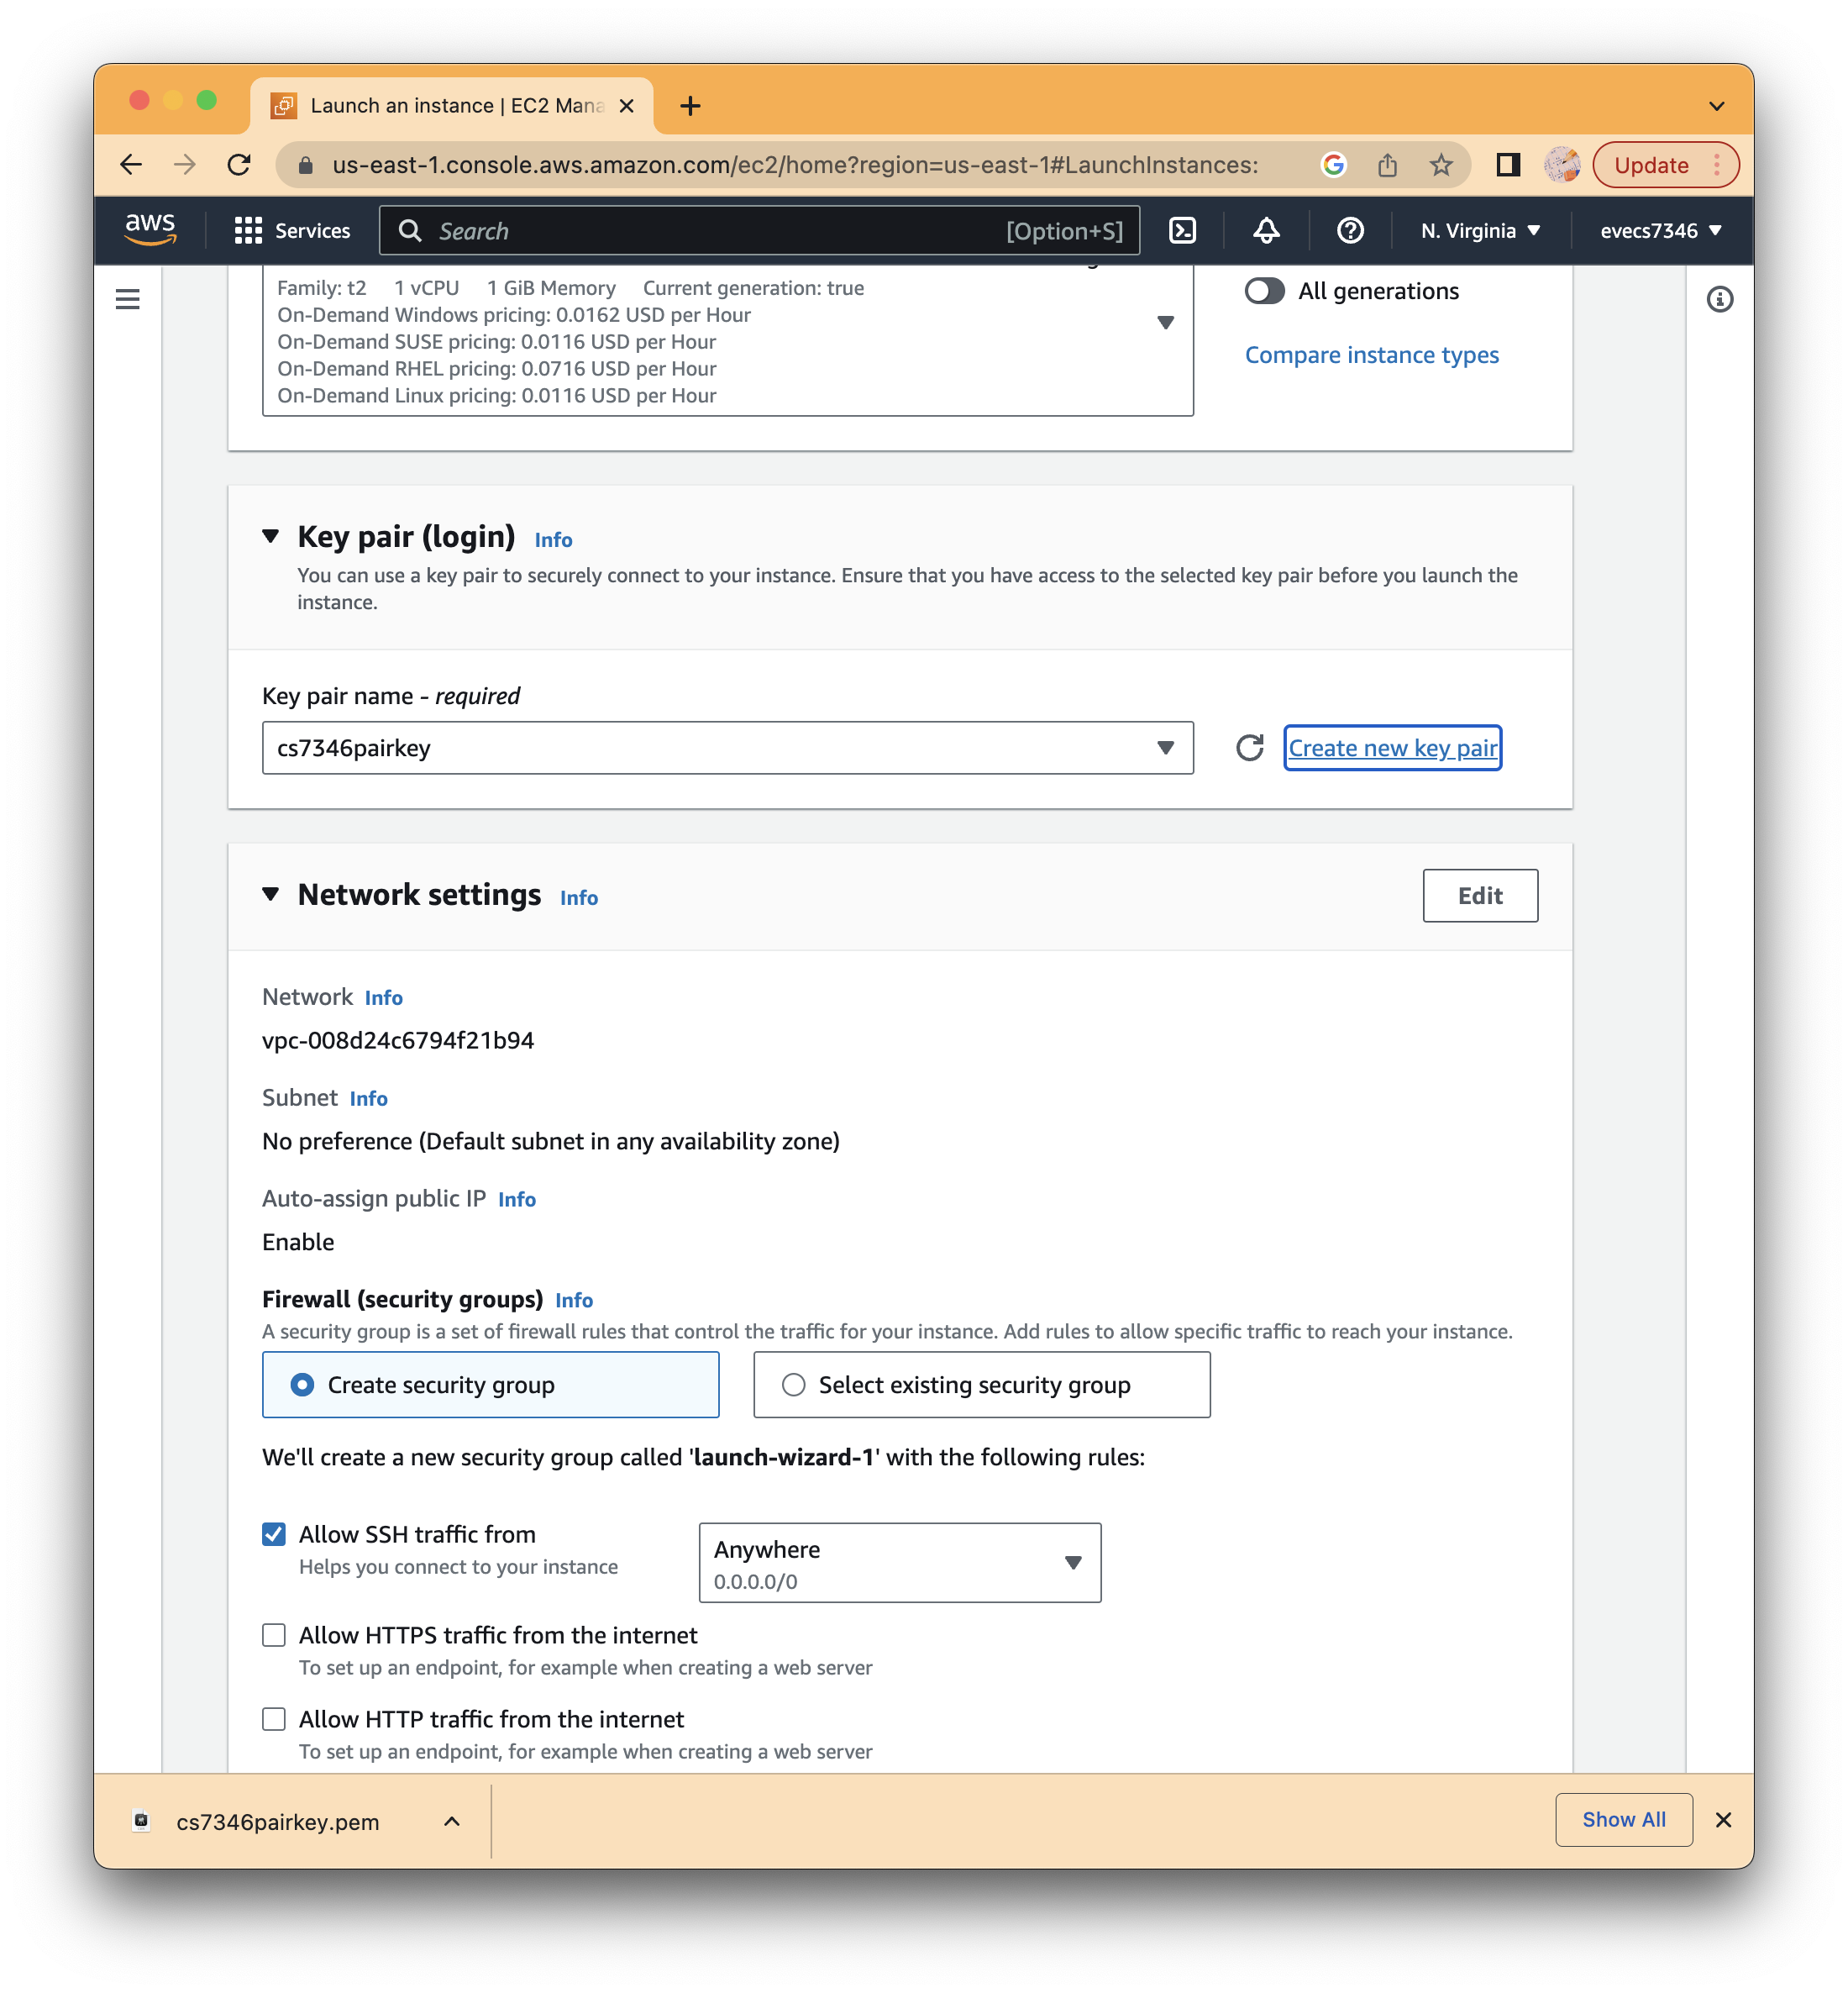 Launch an instance | EC2 Mana
us-east-1.console.aws.amazon.com/ec2/home?region=us-east-1#LaunchInstances:
Update
aws
Services
Search
[Option+S]
N. Virginia
evecs7346
Family: t2 1 vCPU 1 GiB Memory Current generation: true
On-Demand Windows pricing: 0.0162 USD per Hour
On-Demand SUSE pricing: 0.0116 USD per Hour
On-Demand RHEL pricing: 0.0716 USD per Hour
On-Demand Linux pricing: 0.0116 USD per Hour
All generations
Compare instance types
Key pair (login) Info
You can use a key pair to securely connect to your instance. Ensure that you have access to the selected key pair before you launch the
instance.
Key pair name - required
cs7346pairkey
Create new key pair
Network settings Info
Edit
Network Info
vpc-008d24c6794f21b94
Subnet Info
No preference (Default subnet in any availability zone)
Auto-assign public IP Info
Enable
Firewall (security groups) Info
A security group is a set of firewall rules that control the traffic for your instance. Add rules to allow specific traffic to reach your instance.
Create security group
Select existing security group
We'll create a new security group called 'launch-wizard-1' with the following rules:
Allow SSH traffic from
Helps you connect to your instance
Anywhere
0.0.0.0/0
Allow HTTPS traffic from the internet
To set up an endpoint, for example when creating a web server
Allow HTTP traffic from the internet
To set up an endpoint, for example when creating a web server
cs7346pairkey.pem
Show All